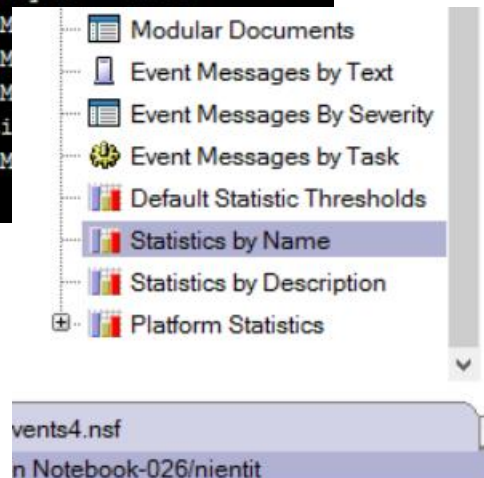 Modular Documents
Event Messages by Text
Event Messages By Severity
Event Messages by Task
Default Statistic Thresholds
Statistics by Name
Statistics by Description
Platform Statistics
vents4.nsf
n Notebook-026/nientit